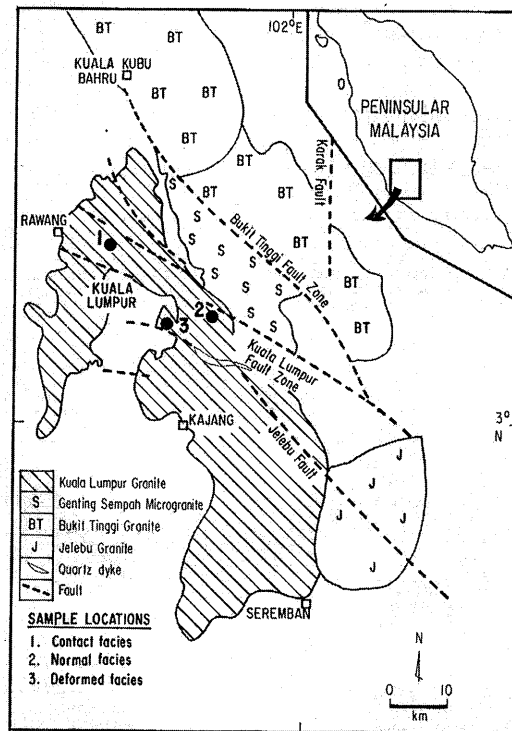 102°E
BT
BT
KUALA KUBU
BAHRU
BT
BT
BT
BT
BT
PENINSULAR
MALAYSIA
Karak Fault
BT
S
BT
BT
RAWANG
1
S
S
S
S
S
S
S
S
S
Bukit Tinggi Fault Zone
BT
BT
KUALA
LUMPUR
2
3
Kuala Lumpur
Fault Zone
3°
N
KAJANG
Jelebu Fault
J
J
J
J
J
Kuala Lumpur Granite
S Genting Sempah Microgranite
BT Bukit Tinggi Granite
J Jelebu Granite
Quartz dyke
Fault
SEREMBAN
SAMPLE LOCATIONS
1. Contact facies
2. Normal facies
3. Deformed facies
N
0 10
km